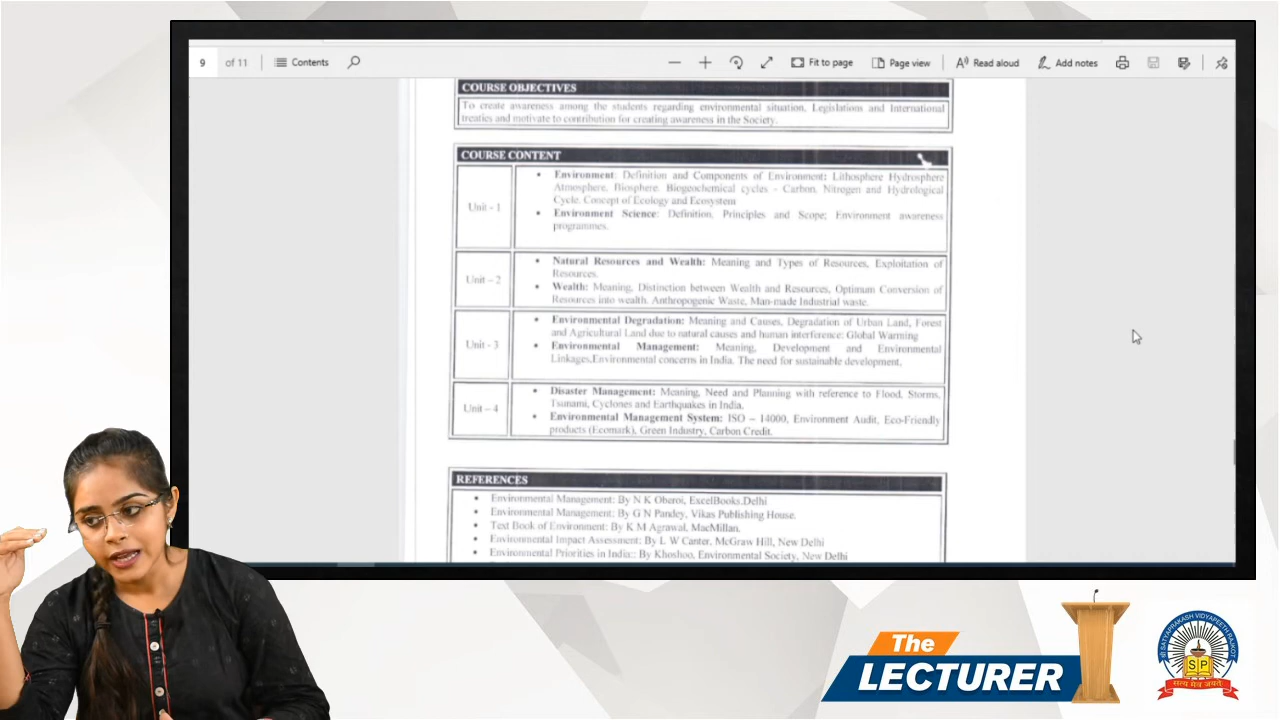 9 of 11 Contents Fit to page Page view Read aloud Add notes
COURSE OBJECTIVES
To create awareness among the students regarding environmental situation, Legislations and International
treaties and motivate to contribution for creating awareness in the Society.
COURSE CONTENT
Unit - 1
• Environment: Definition and Components of Environment: Lithosphere Hydrosphere
Atmosphere, Biosphere. Biogeochemical cycles - Carbon, Nitrogen and Hydrological
Cycle. Concept of Ecology and Ecosystem
• Environment Science: Definition, Principles and Scope; Environment awareness
programmes.
Unit – 2
• Natural Resources and Wealth: Meaning and Types of Resources, Exploitation of
Resources.
• Wealth: Meaning, Distinction between Wealth and Resources, Optimum Conversion of
Resources into wealth. Anthropogenic Waste, Man-made Industrial waste.
Unit - 3
• Environmental Degradation: Meaning and Causes, Degradation of Urban Land, Forest
and Agricultural Land due to natural causes and human interference: Global Warming
• Environmental Management: Meaning, Development and Environmental
Linkages,Environmental concerns in India. The need for sustainable development.
Unit – 4
• Disaster Management: Meaning, Need and Planning with reference to Flood, Storms,
Tsunami, Cyclones and Earthquakes in India.
• Environmental Management System: ISO – 14000, Environment Audit, Eco-Friendly
products (Ecomark), Green Industry, Carbon Credit.
REFERENCES
• Environmental Management: By N K Oberoi, ExcelBooks.Delhi
• Environmental Management: By G N Pandey, Vikas Publishing House.
• Text Book of Environment: By K M Agrawal, MacMillan.
• Environmental Impact Assessment: By L W Canter, McGraw Hill, New Delhi
• Environmental Priorities in India:: By Khoshoo, Environmental Society, New Delhi
The
LECTURER
SHRI SATYAPRAKASH VIDYAPEETH RAJKOT
S P
सत्य मेव जयते